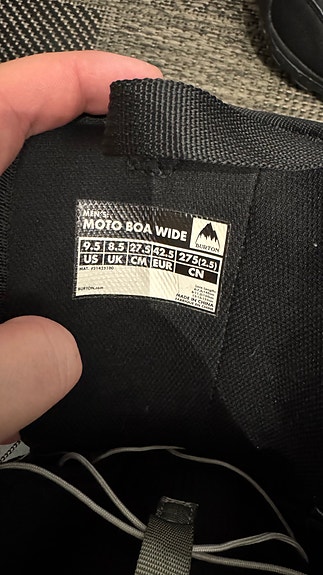 MEN'S
MOTO BOA WIDE
BURTON
9.5 8.5 27.5 42.5 275(2.5)
US UK CM EUR CN
BURTON.com
MADE IN CHINA